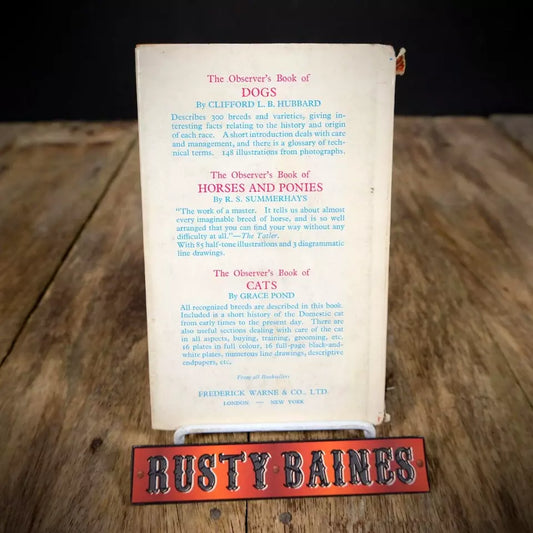 The Observer's Book of
DOGS
By CLIFFORD L. B. HUBBARD
Describes 300 breeds and varieties, giving in-
teresting facts relating to the history and origin
of each race. A short introduction deals with care
and management, and there is a glossary of tech-
nical terms. 148 illustrations from photographs.
The Observer's Book of
HORSES AND PONIES
By R. S. SUMMERHAYS
"The work of a master. It tells us about almost
every imaginable breed of horse, and is so well
arranged that you can find your way without any
difficulty at all."—The Tatler.
With 85 half-tone illustrations and 3 diagrammatic
line drawings.
The Observer's Book of
CATS
By GRACE POND
All recognized breeds are described in this book.
Included is a short history of the Domestic cat
from early times to the present day. There are
also useful sections dealing with care of the cat
in all aspects, buying, training, grooming, etc.
16 plates in full colour, 16 full-page black-and-
white plates, numerous line drawings, descriptive
endpapers, etc.
From all Booksellers
FREDERICK WARNE & CO., LTD.
LONDON — NEW YORK
RUSTY BAINES